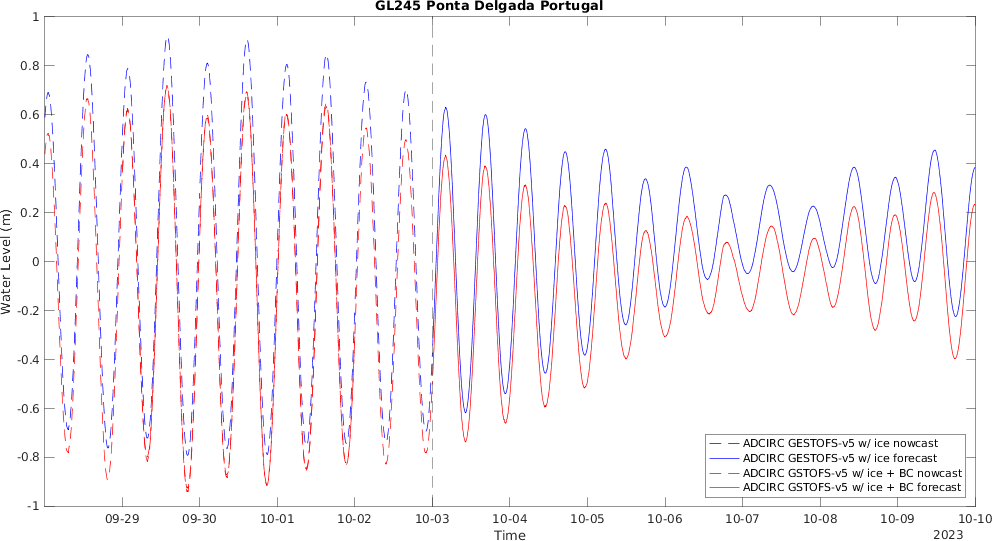 GL245 Ponta Delgada Portugal
1
0.8
0.6
0.4
0.2
0
-0.2
-0.4
-0.6
-0.8
-1
Water Level (m)
ADCIRC GESTOFS-v5 w/ ice nowcast
ADCIRC GESTOFS-v5 w/ ice forecast
ADCIRC GSTOFS-v5 w/ ice + BC nowcast
ADCIRC GSTOFS-v5 w/ ice + BC forecast
09-29 09-30 10-01 10-02 10-03 10-04 10-05 10-06 10-07 10-08 10-09 10-10
Time
2023